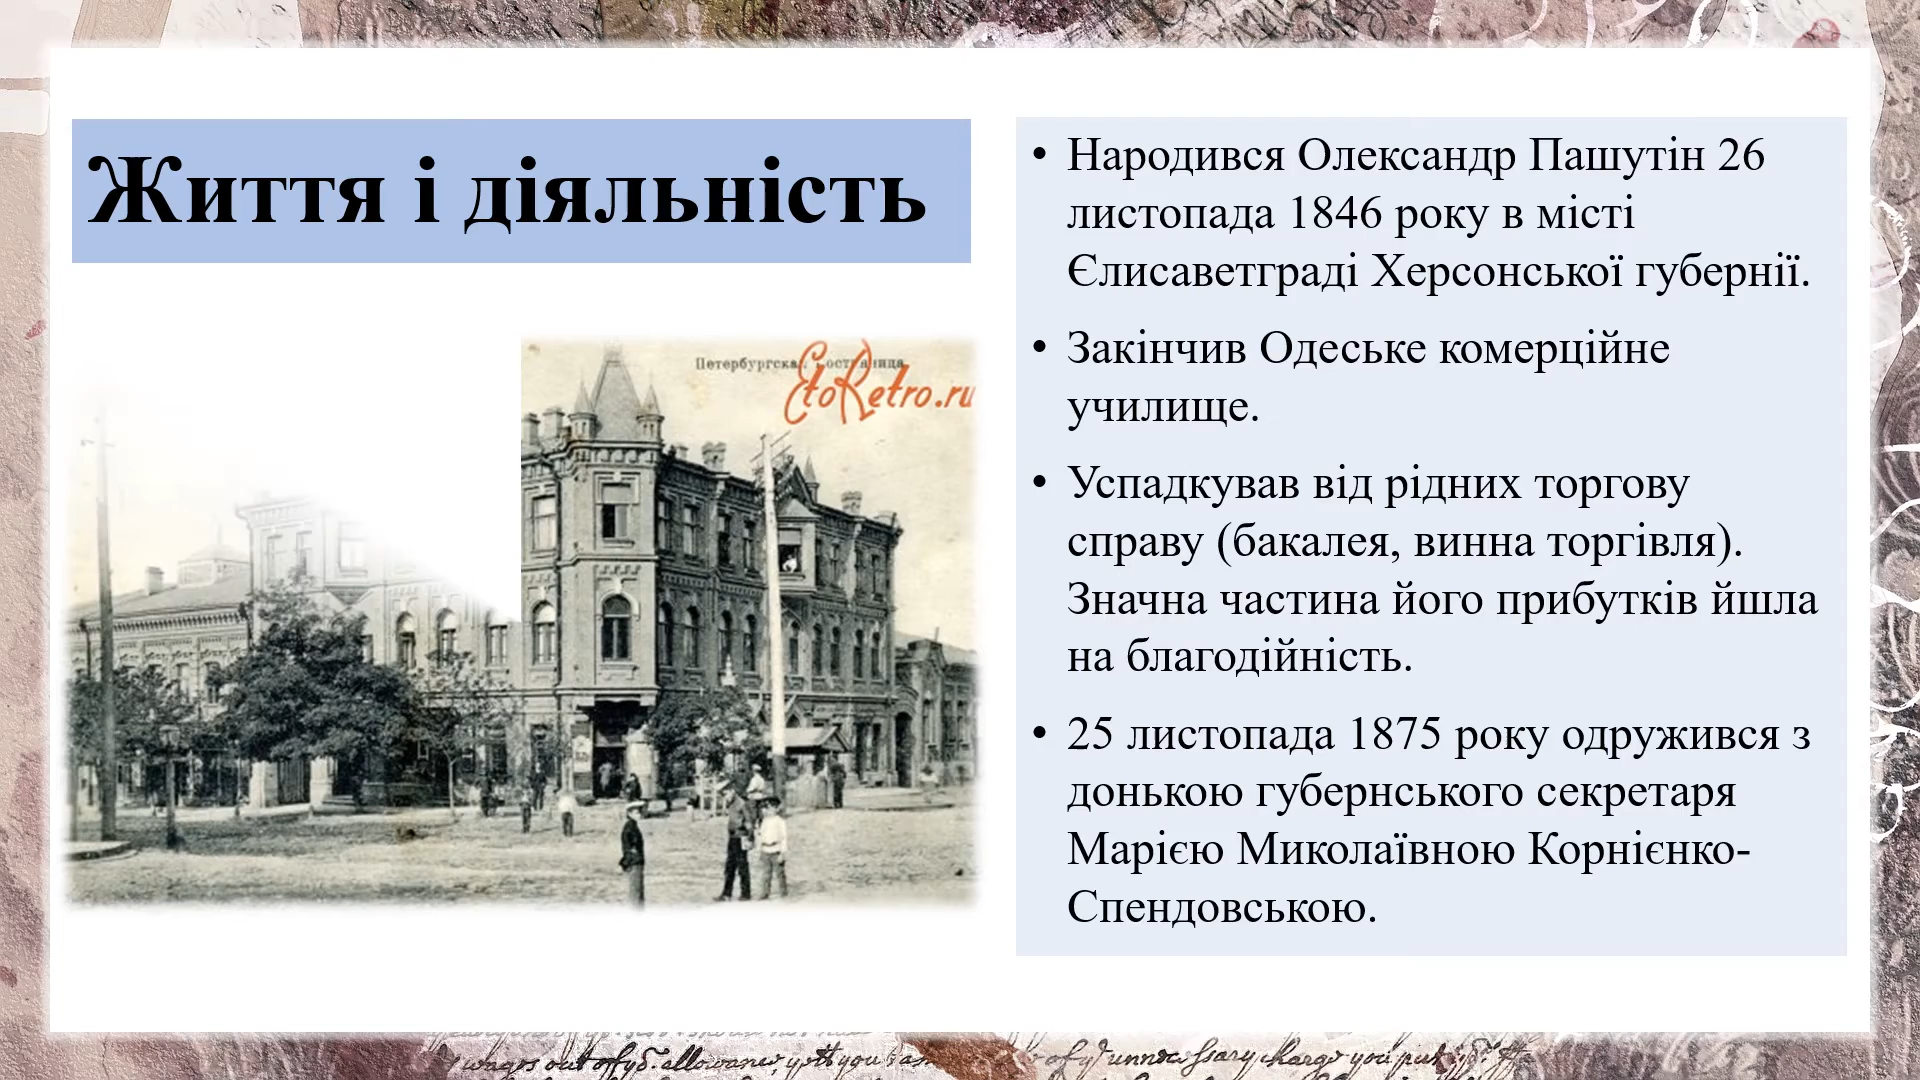 Життя і діяльність
Петербургска
EtoRetro.ru
• Народився Олександр Пашутін 26
листопада 1846 року в місті
Єлисаветграді Херсонської губернії.
• Закінчив Одеське комерційне
училище.
• Успадкував від рідних торгову
справу (бакалея, винна торгівля).
Значна частина його прибутків йшла
на благодійність.
• 25 листопада 1875 року одружився з
донькою губернського секретаря
Марією Миколаївною Корнієнко-
Спендовською.